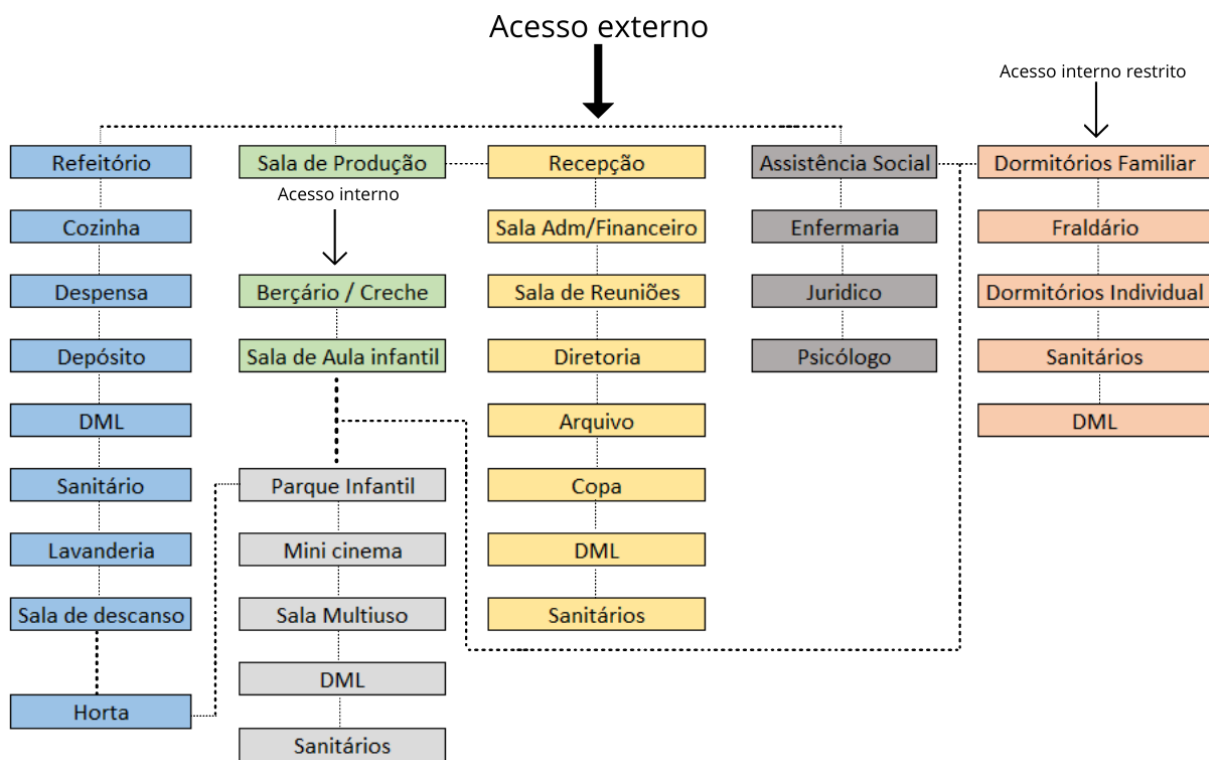 Acesso externo
Acesso interno restrito
Refeitório
Cozinha
Despensa
Depósito
DML
Sanitário
Lavanderia
Sala de descanso
Horta
Sala de Produção
Acesso interno
Berçário / Creche
Sala de Aula infantil
Parque Infantil
Mini cinema
Sala Multiuso
DML
Sanitários
Recepção
Sala Adm/Financeiro
Sala de Reuniões
Diretoria
Arquivo
Copa
DML
Sanitários
Assistência Social
Enfermaria
Juridico
Psicólogo
Dormitórios Familiar
Fraldário
Dormitórios Individual
Sanitários
DML